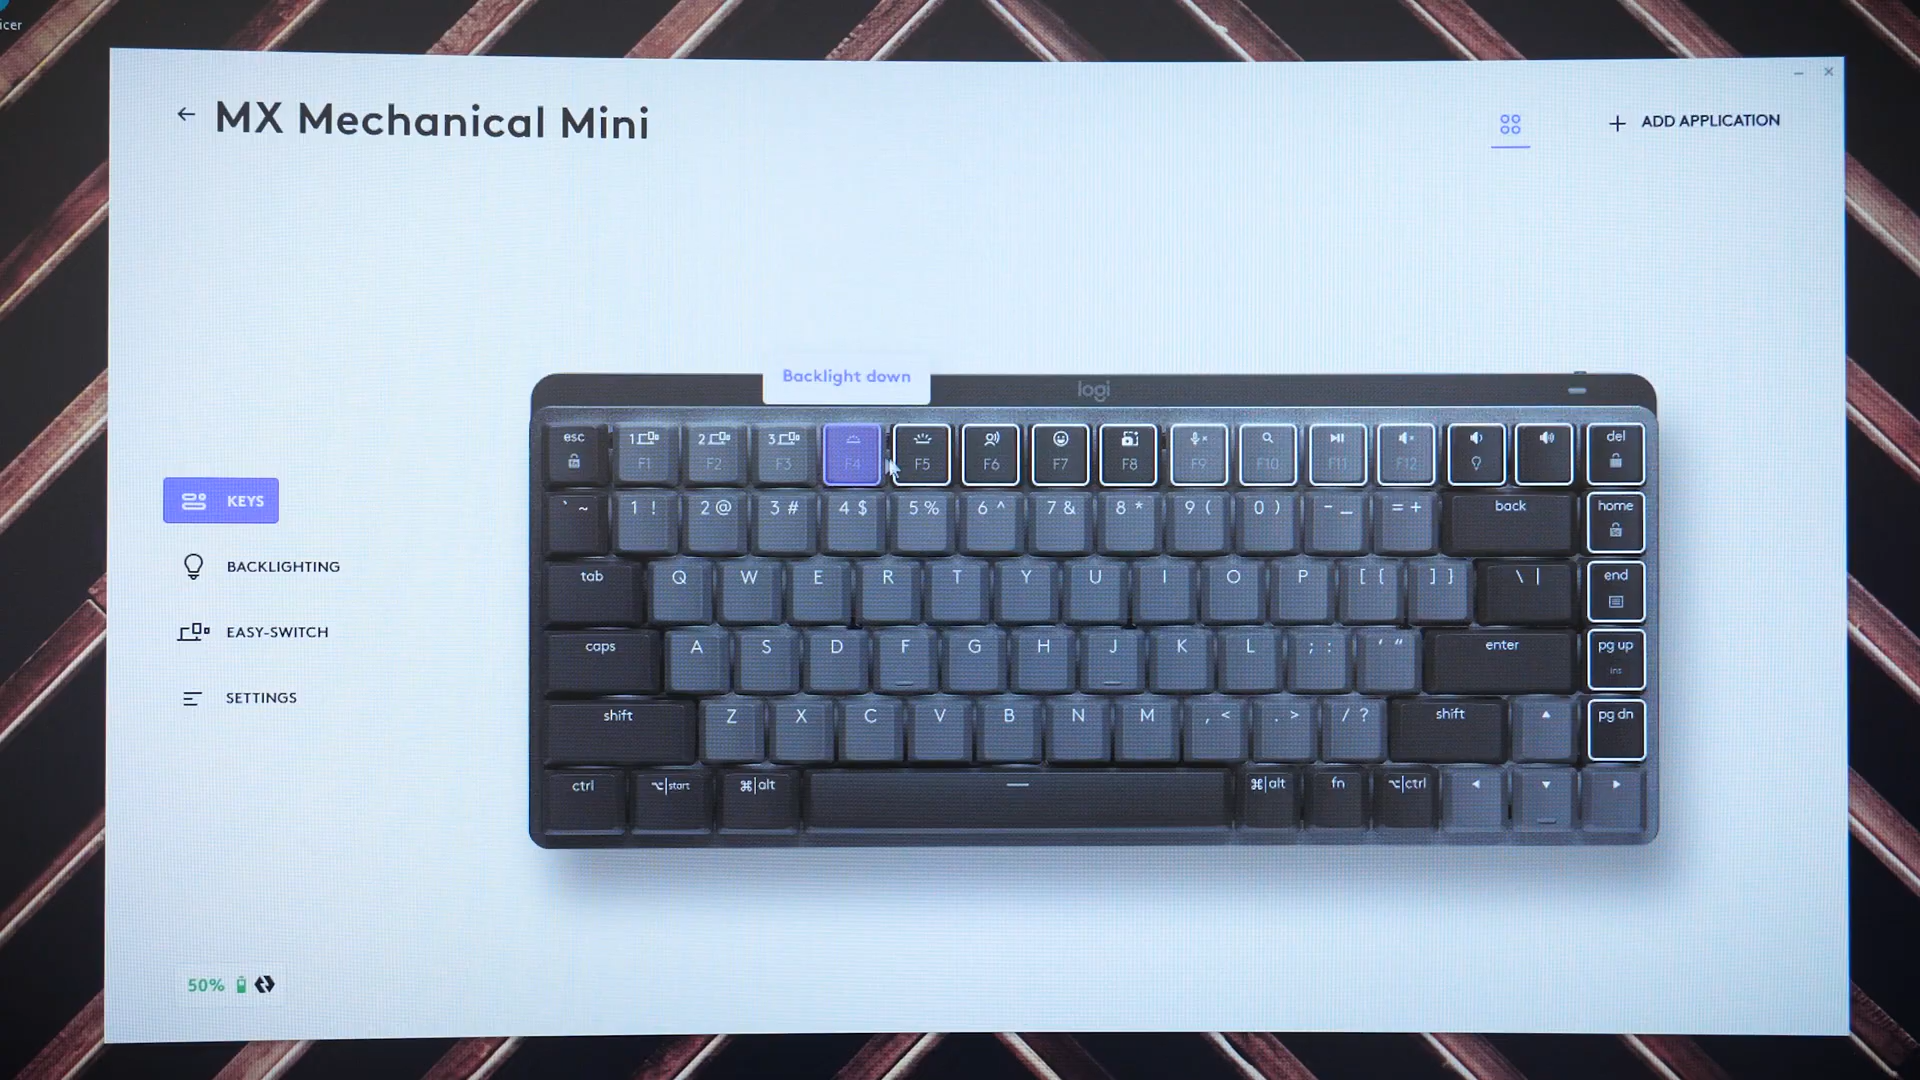 icer
MX Mechanical Mini
ADD APPLICATION
Backlight down
logi
esc 1 2 3
F1 F2 F3 F4 F5 F6 F7 F8 F9 F10 F11 F12
del
` ~ 1 ! 2 @ 3 # 4 $ 5 % 6 ^ 7 & 8 * 9 ( 0 ) - _ = + back home
tab Q W E R T Y U I O P [ { ] } \ | end
caps A S D F G H J K L ; : ' " enter pg up
ins
shift Z X C V B N M , < . > / ? shift pg dn
ctrl ⌥|start ⌘|alt ⌘|alt fn ⌥|ctrl
KEYS
BACKLIGHTING
EASY-SWITCH
SETTINGS
50%